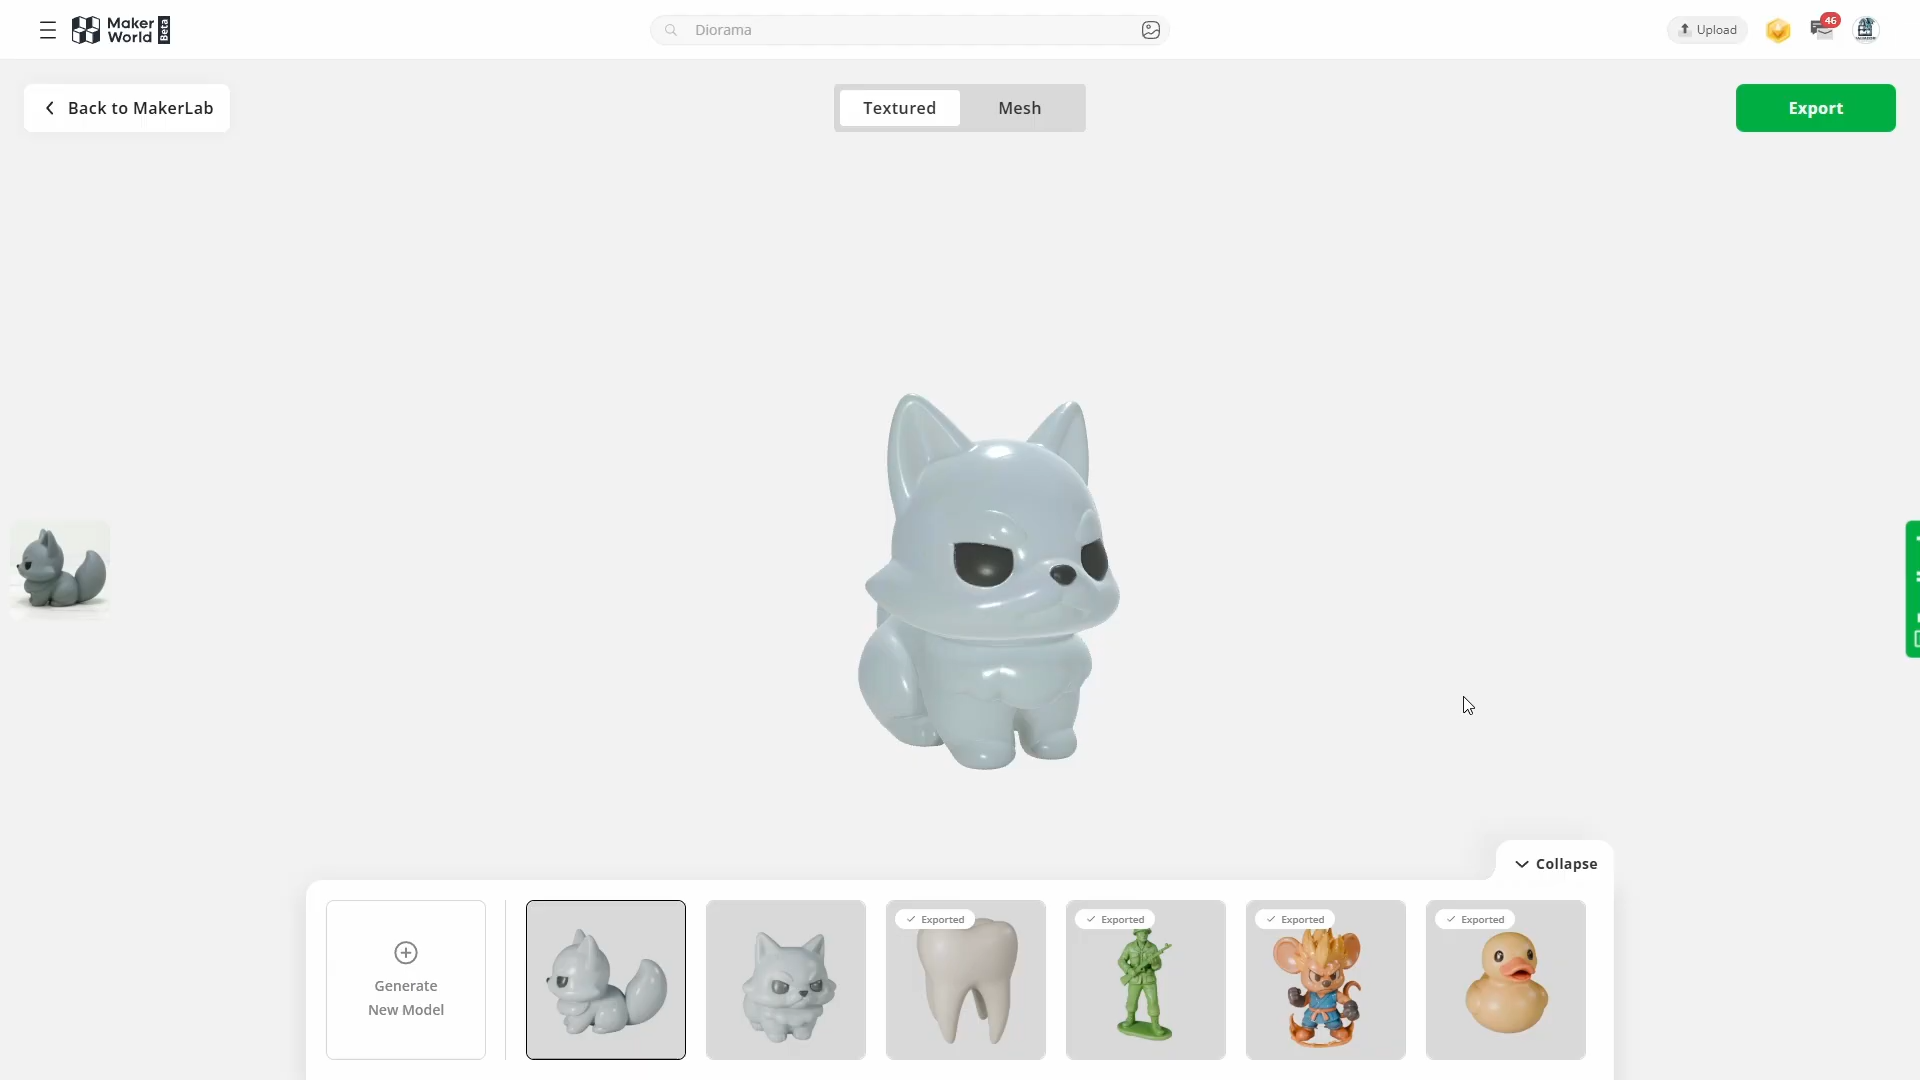 Maker
World
Beta
Diorama
Upload
46
Back to MakerLab
Textured
Mesh
Export
Collapse
Generate
New Model
Exported
Exported
Exported
Exported